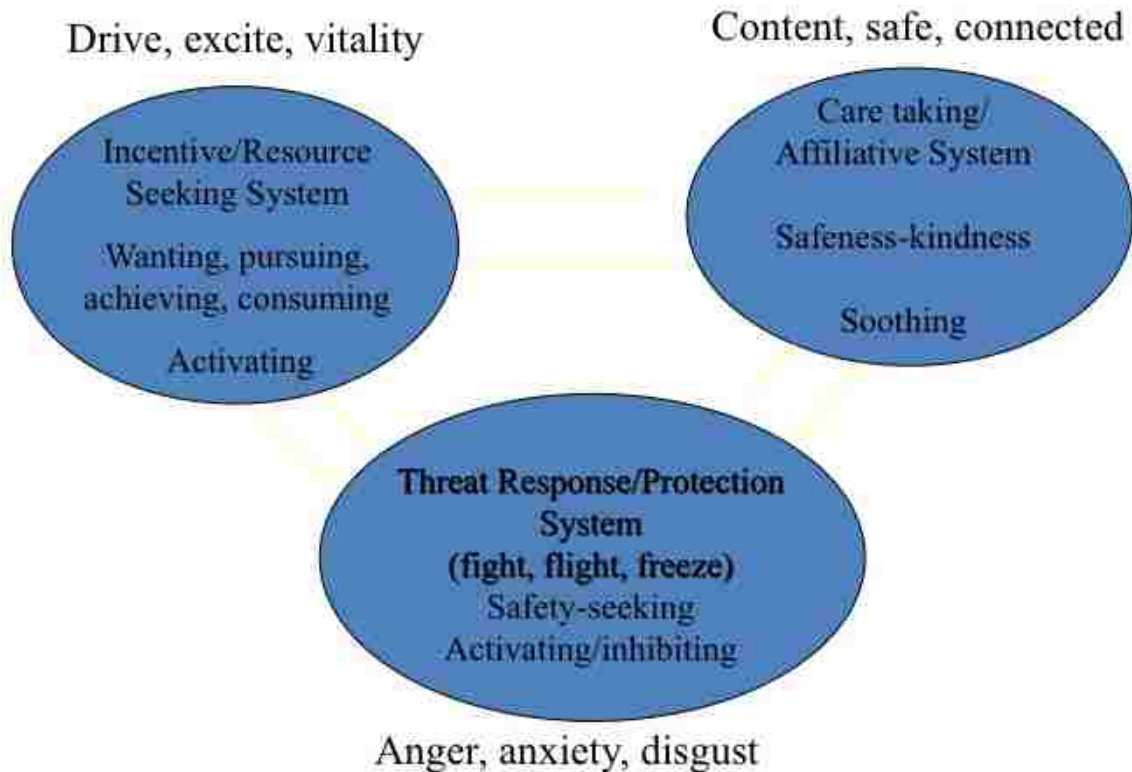 Drive, excite, vitality
Incentive/Resource
Seeking System
Wanting, pursuing,
achieving, consuming
Activating
Content, safe, connected
Care taking/
Affiliative System
Safeness-kindness
Soothing
Threat Response/Protection
System
(fight, flight, freeze)
Safety-seeking
Activating/inhibiting
Anger, anxiety, disgust